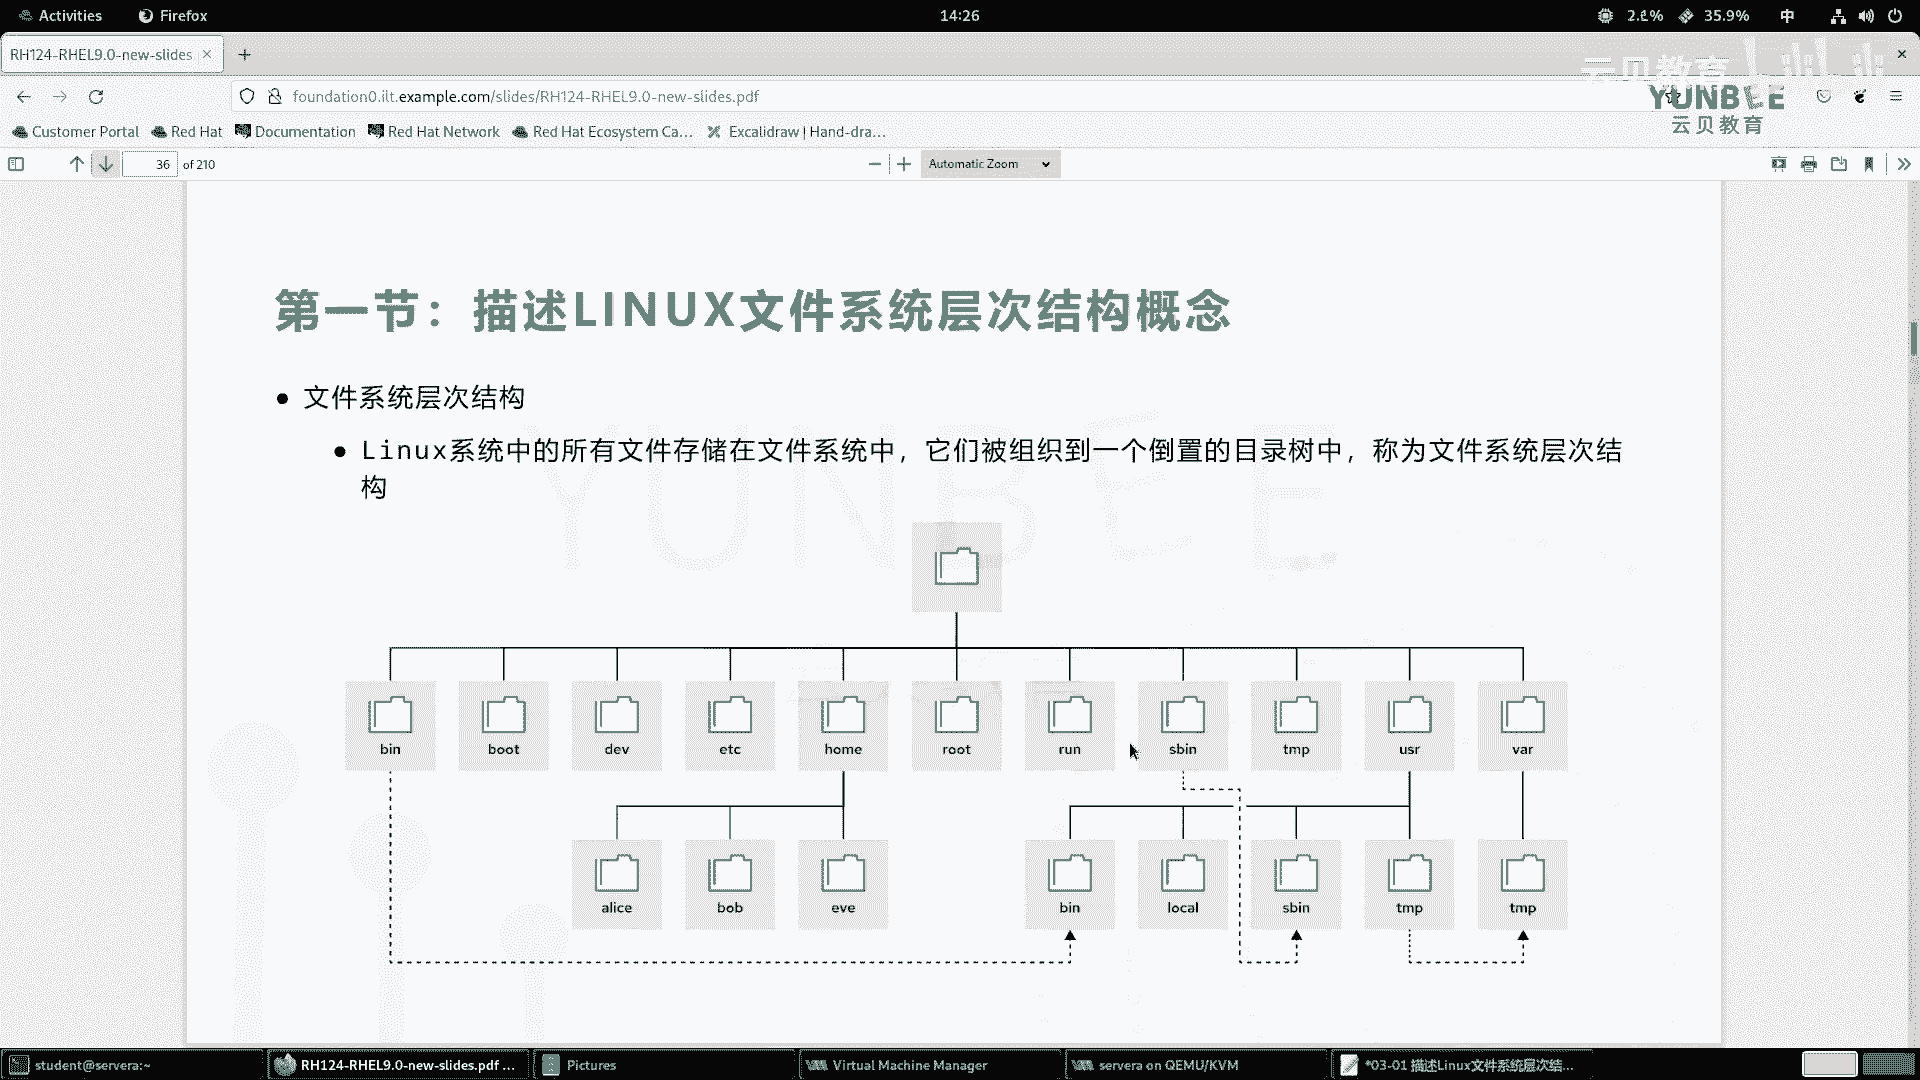 Activities Firefox 14:26 35.9% 中
RH124-RHEL9.0-new-slides
云贝教育
foundation0.ilt.example.com/slides/RH124-RHEL9.0-new-slides.pdf
YUNBEE
云贝教育
Customer Portal Red Hat Documentation Red Hat Network Red Hat Ecosystem Ca… Excalidraw | Hand-dra…
36 of 210 Automatic Zoom
第一节：描述LINUX文件系统层次结构概念
● 文件系统层次结构
● Linux系统中的所有文件存储在文件系统中，它们被组织到一个倒置的目录树中，称为文件系统层次结
构
YUNBEE
bin boot dev etc home root run sbin tmp usr var
alice bob eve bin local sbin tmp tmp
student@servera:~ RH124-RHEL9.0-new-slides.pdf … Pictures Virtual Machine Manager servera on QEMU/KVM *03-01 描述Linux文件系统层次结…